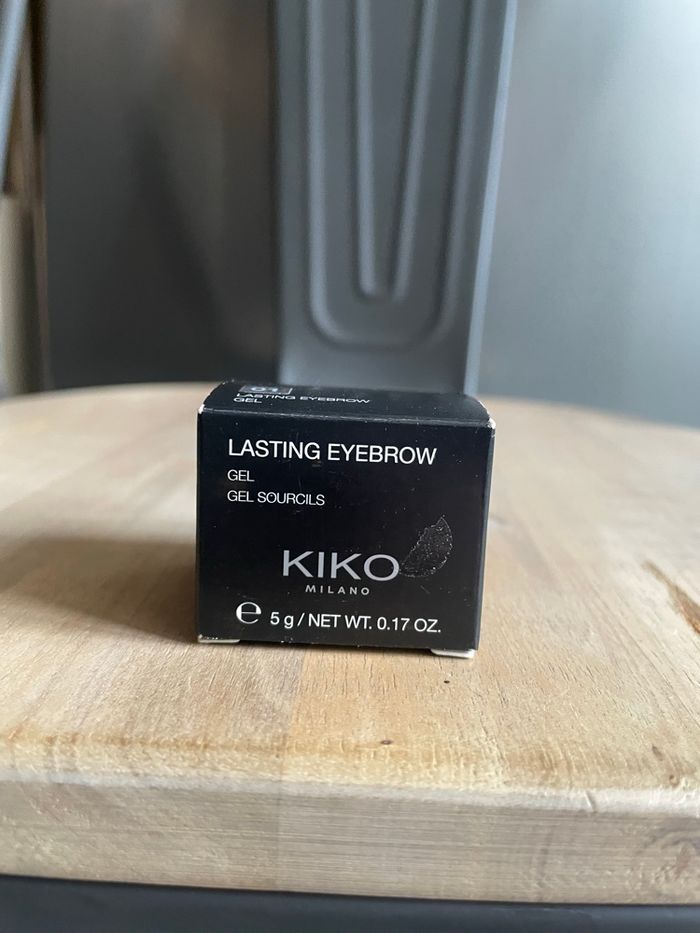 01
LASTING EYEBROW
GEL
LASTING EYEBROW
GEL
GEL SOURCILS
KIKO
MILANO
℮ 5 g / NET WT. 0.17 OZ.